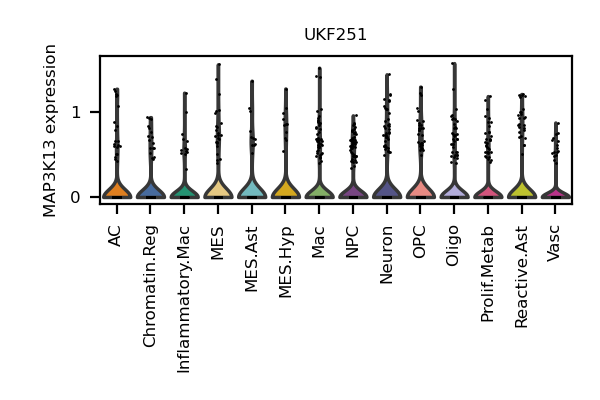 UKF251
MAP3K13 expression
1
0
AC
Chromatin.Reg
Inflammatory.Mac
MES
MES.Ast
MES.Hyp
Mac
NPC
Neuron
OPC
Oligo
Prolif.Metab
Reactive.Ast
Vasc